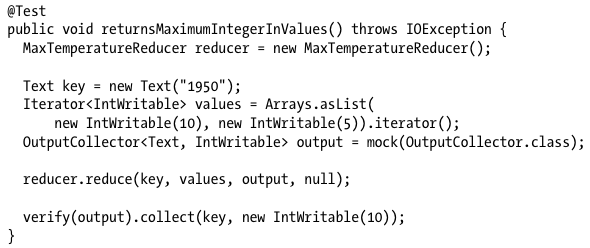 @Test
public void returnsMaximumIntegerInValues() throws IOException {
  MaxTemperatureReducer reducer = new MaxTemperatureReducer();

  Text key = new Text("1950");
  Iterator<IntWritable> values = Arrays.asList(
      new IntWritable(10), new IntWritable(5)).iterator();
  OutputCollector<Text, IntWritable> output = mock(OutputCollector.class);

  reducer.reduce(key, values, output, null);

  verify(output).collect(key, new IntWritable(10));
}